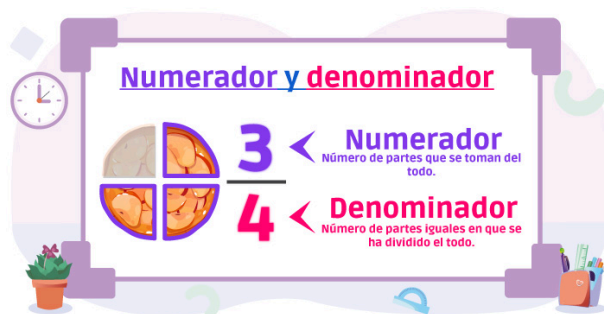 Numerador y denominador
3
Numerador
Número de partes que se toman del
todo.
4
Denominador
Número de partes iguales en que se
ha dividido el todo.